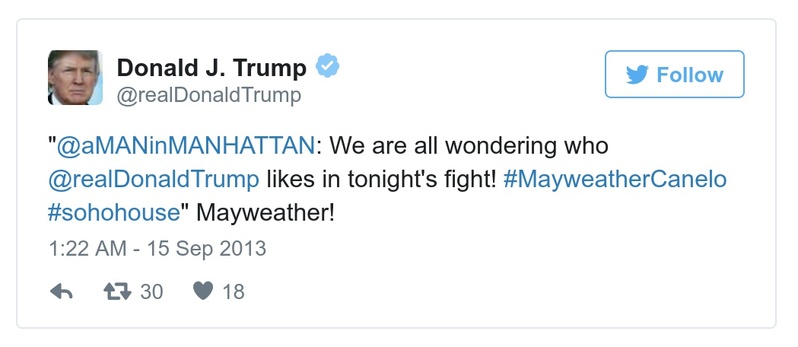 Donald J. Trump
@realDonaldTrump
Follow
"@aMANinMANHATTAN: We are all wondering who
@realDonaldTrump likes in tonight's fight! #MayweatherCanelo
#sohohouse" Mayweather!
1:22 AM - 15 Sep 2013
30 18